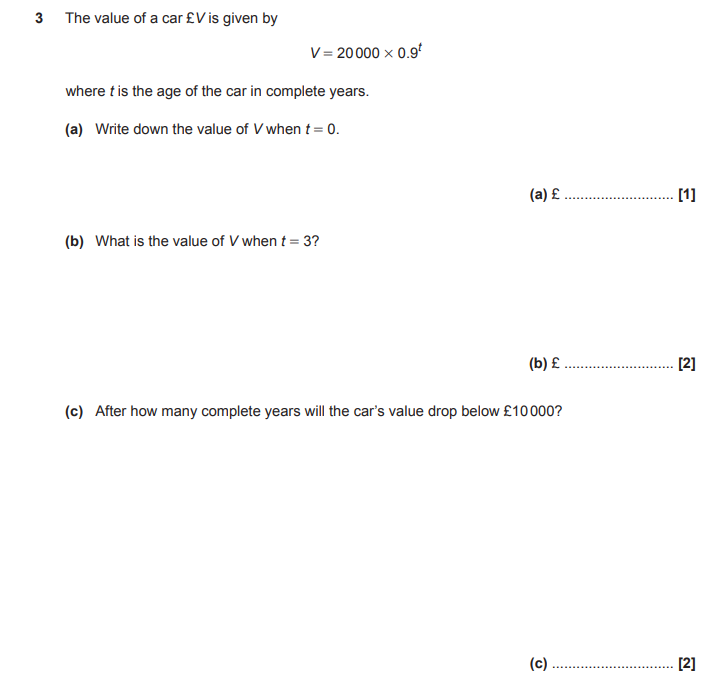 3 The value of a car £V is given by
V = 20 000 × 0.9ᵗ
where t is the age of the car in complete years.
(a) Write down the value of V when t = 0.
(a) £ ........................... [1]
(b) What is the value of V when t = 3?
(b) £ ........................... [2]
(c) After how many complete years will the car’s value drop below £10 000?
(c) .............................. [2]